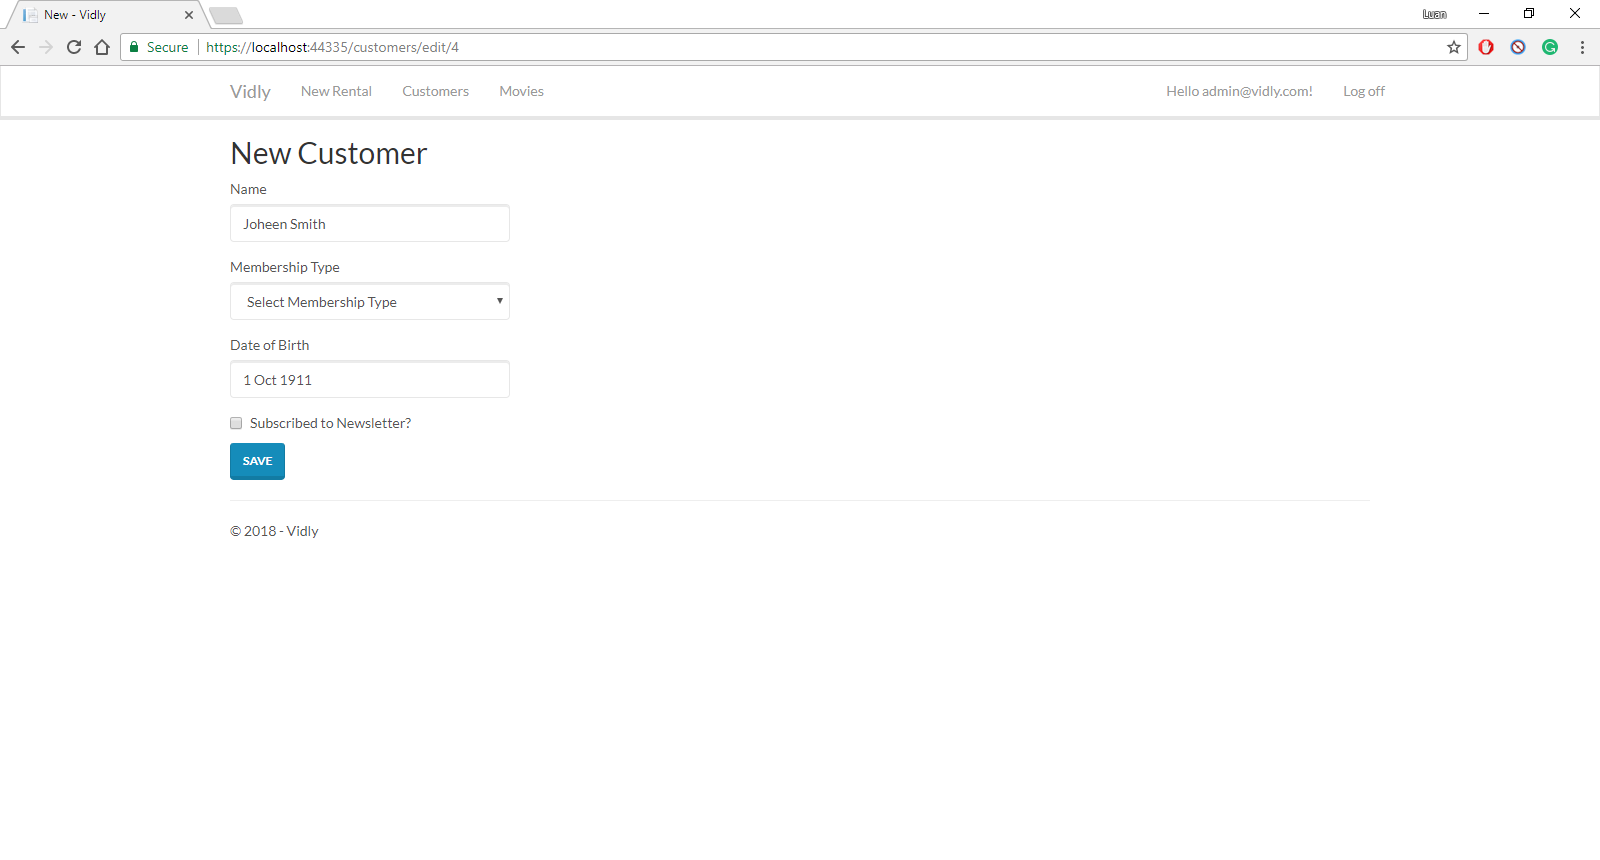 New - Vidly
Luan
Secure https://localhost:44335/customers/edit/4
Vidly New Rental Customers Movies Hello admin@vidly.com! Log off
New Customer
Name
Joheen Smith
Membership Type
Select Membership Type
Date of Birth
1 Oct 1911
Subscribed to Newsletter?
SAVE
© 2018 - Vidly